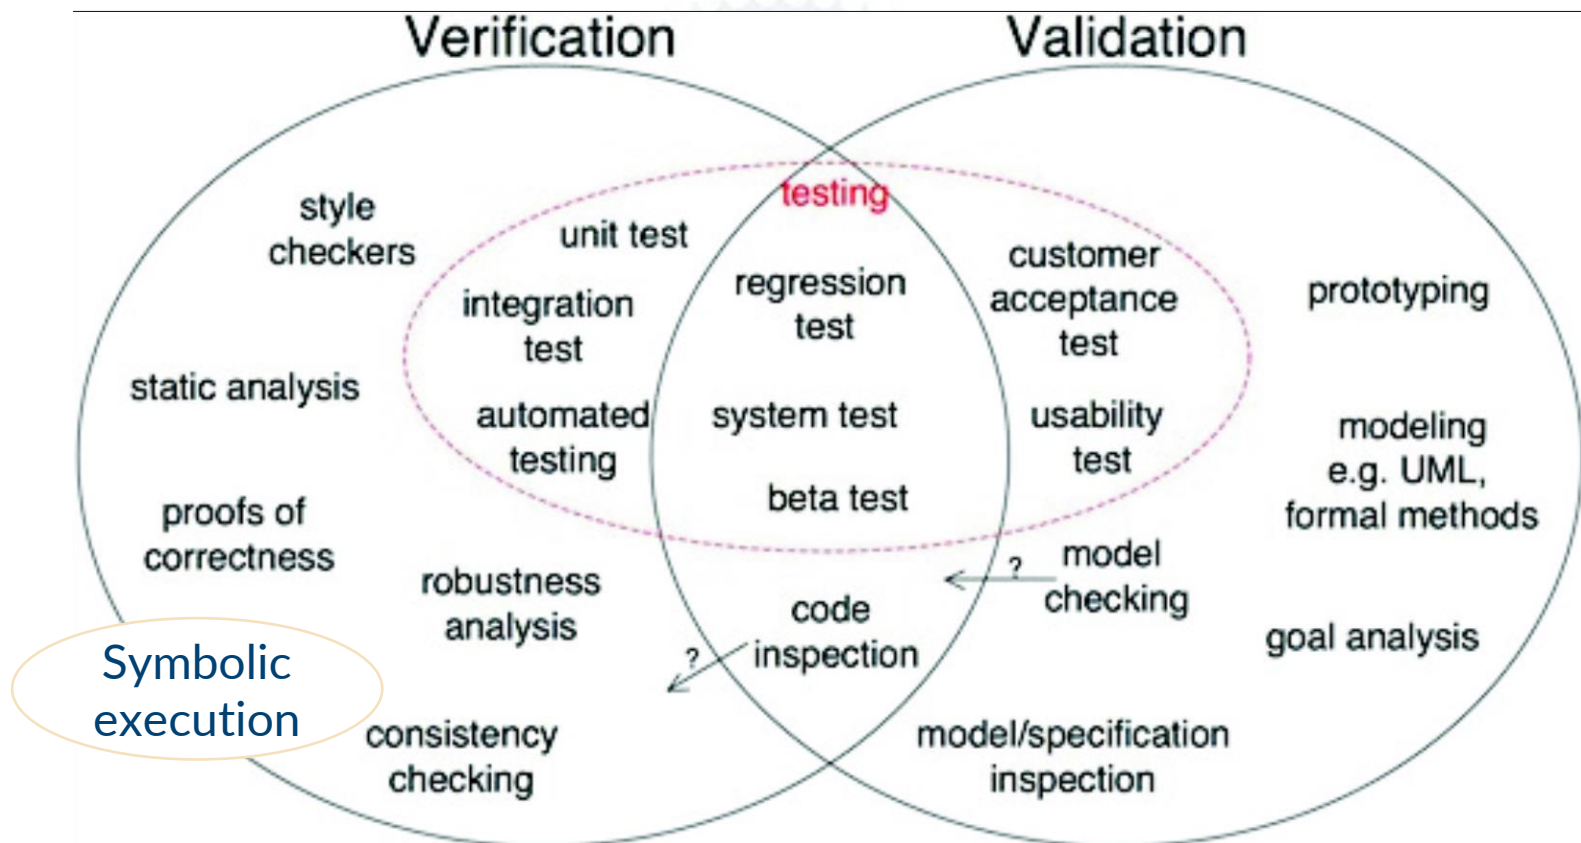 Verification
Validation
testing
style
checkers
unit test
integration
test
automated
testing
static analysis
proofs of
correctness
robustness
analysis
Symbolic
execution
consistency
checking
regression
test
system test
beta test
code
inspection
?
?
customer
acceptance
test
usability
test
model
checking
prototyping
modeling
e.g. UML,
formal methods
goal analysis
model/specification
inspection